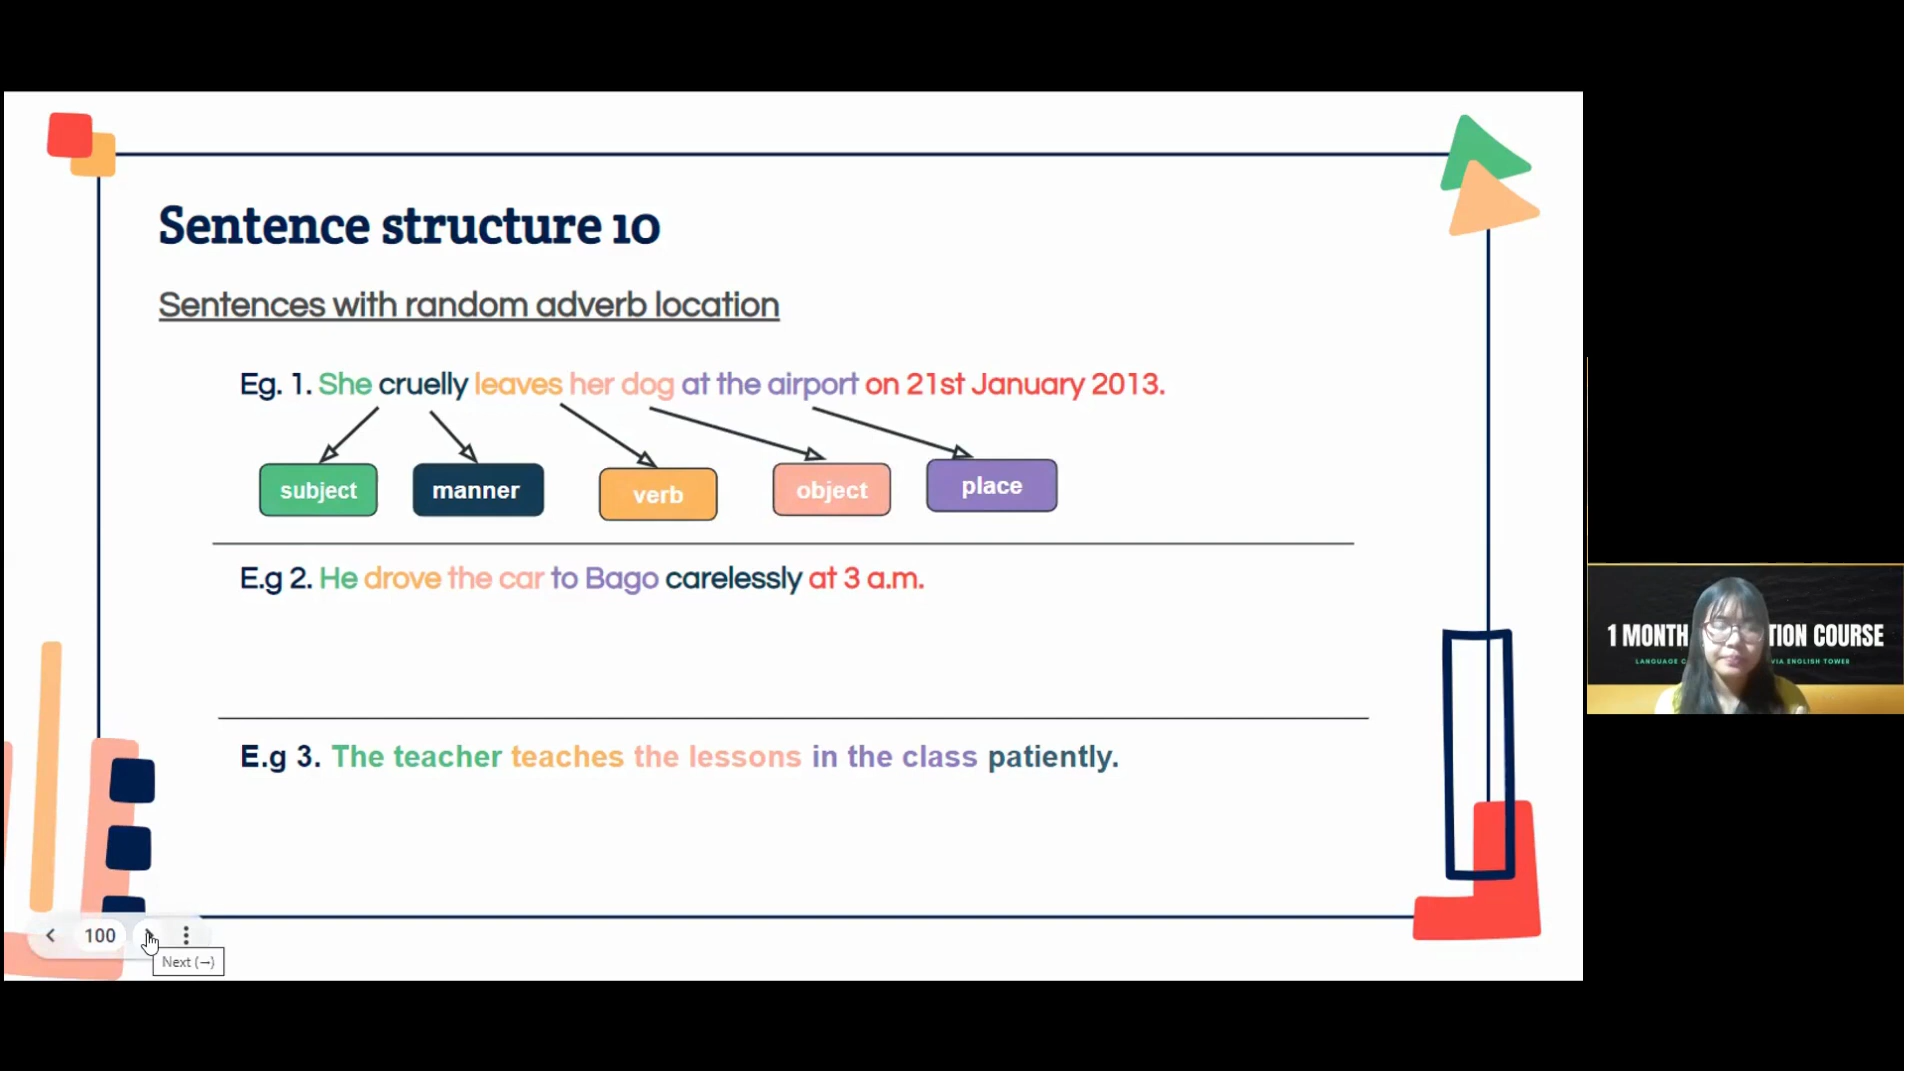 Sentence structure 10
Sentences with random adverb location
Eg. 1. She cruelly leaves her dog at the airport on 21st January 2013.
subject manner verb object place
E.g 2. He drove the car to Bago carelessly at 3 a.m.
1 MONTH TION COURSE
LANGUAGE C VIA ENGLISH TOWER
E.g 3. The teacher teaches the lessons in the class patiently.
100
Next (→)